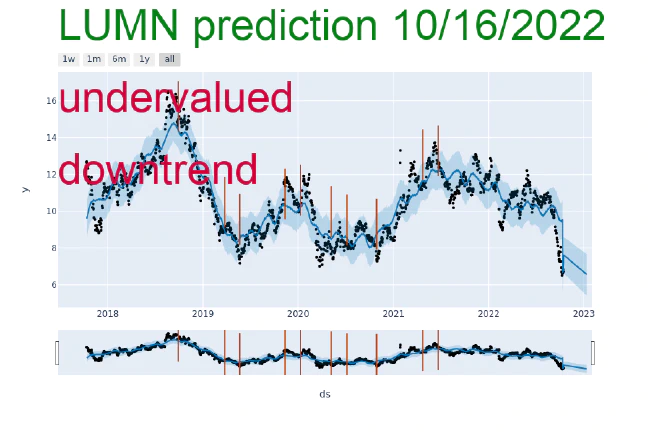 LUMN prediction 10/16/2022
1w 1m 6m 1y all
undervalued
downtrend
16
14
12
10
8
6
y
2018 2019 2020 2021 2022 2023
ds